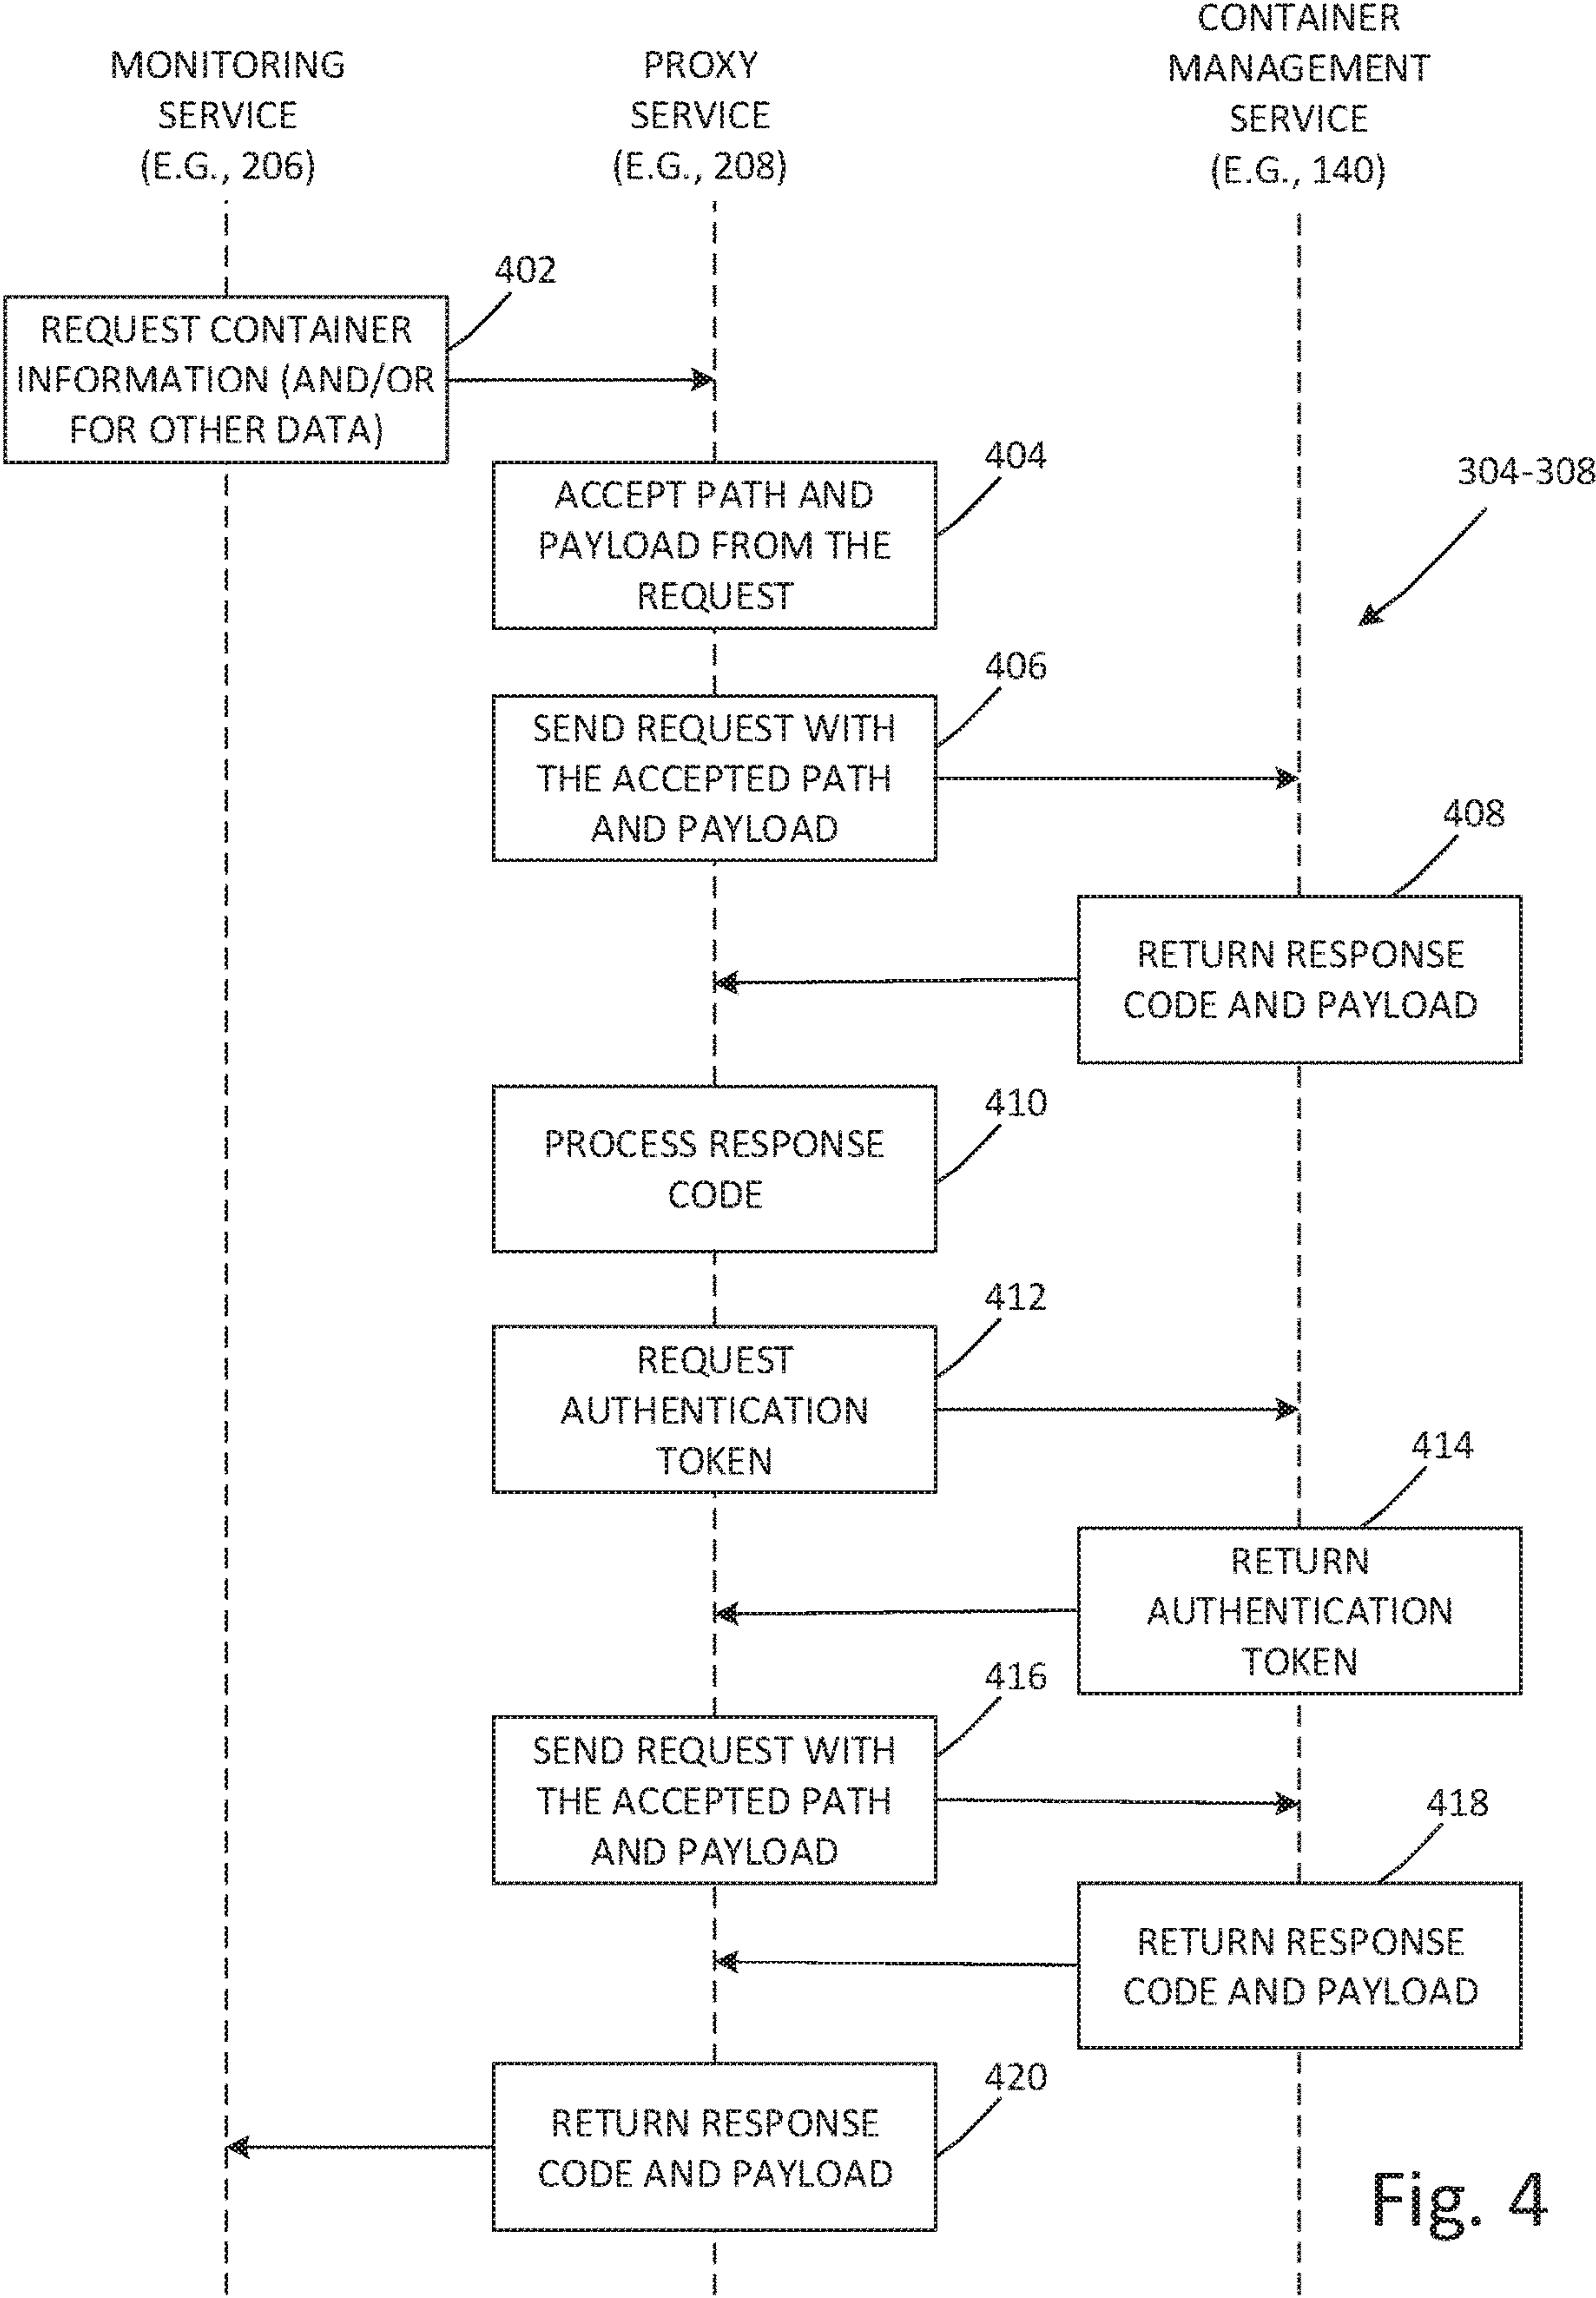 MONITORING
SERVICE
(E.G., 206)
PROXY
SERVICE
(E.G., 208)
CONTAINER
MANAGEMENT
SERVICE
(E.G., 140)
402
REQUEST CONTAINER
INFORMATION (AND/OR
FOR OTHER DATA)
404
ACCEPT PATH AND
PAYLOAD FROM THE
REQUEST
304-308
406
SEND REQUEST WITH
THE ACCEPTED PATH
AND PAYLOAD
408
RETURN RESPONSE
CODE AND PAYLOAD
410
PROCESS RESPONSE
CODE
412
REQUEST
AUTHENTICATION
TOKEN
414
RETURN
AUTHENTICATION
TOKEN
416
SEND REQUEST WITH
THE ACCEPTED PATH
AND PAYLOAD
418
RETURN RESPONSE
CODE AND PAYLOAD
420
RETURN RESPONSE
CODE AND PAYLOAD
Fig. 4